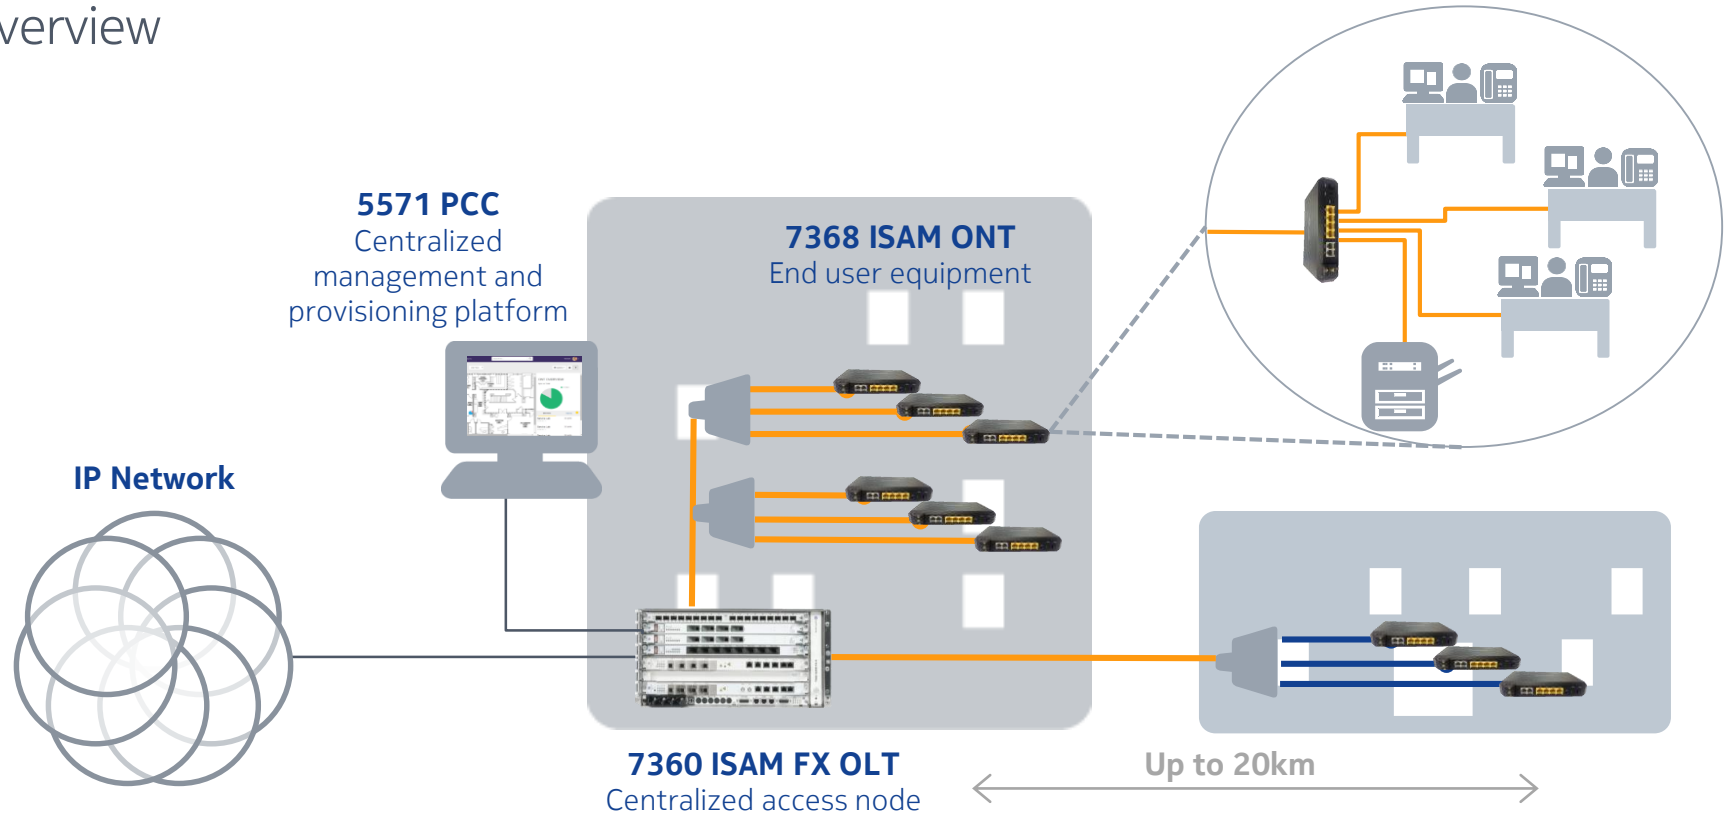 verview
5571 PCC
Centralized
management and
provisioning platform
7368 ISAM ONT
End user equipment
IP Network
7360 ISAM FX OLT
Centralized access node
Up to 20km